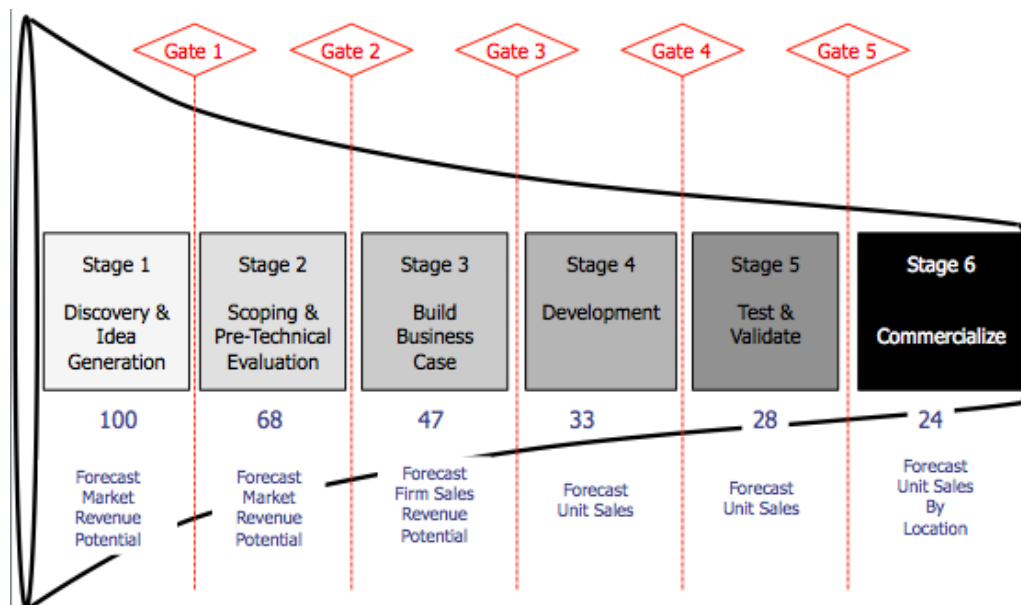 Gate 1
Gate 2
Gate 3
Gate 4
Gate 5
Stage 1
Discovery &
Idea
Generation
Stage 2
Scoping &
Pre-Technical
Evaluation
Stage 3
Build
Business
Case
Stage 4
Development
Stage 5
Test &
Validate
Stage 6
Commercialize
100
68
47
33
28
24
Forecast
Market
Revenue
Potential
Forecast
Market
Revenue
Potential
Forecast
Firm Sales
Revenue
Potential
Forecast
Unit Sales
Forecast
Unit Sales
Forecast
Unit Sales
By
Location